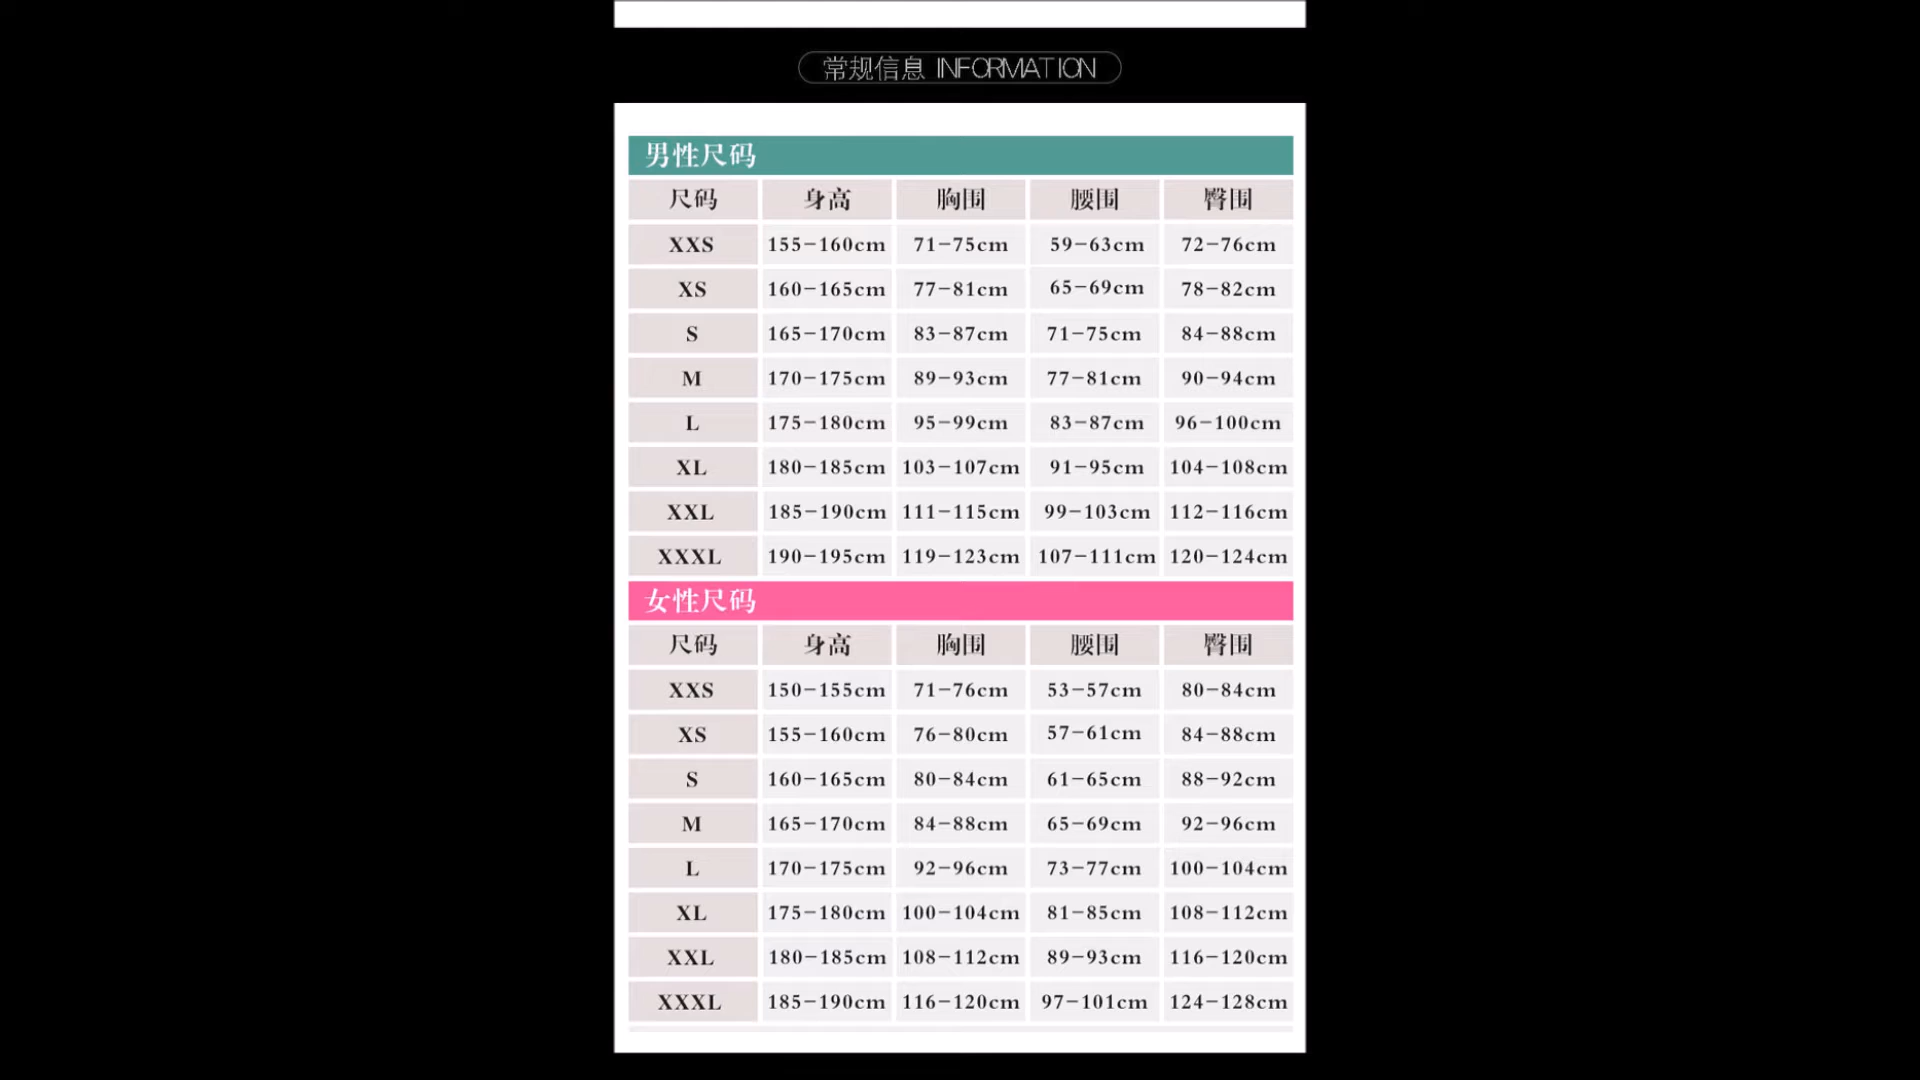 常规信息 INFORMATION
男性尺码
尺码 身高 胸围 腰围 臀围
XXS 155-160cm 71-75cm 59-63cm 72-76cm
XS 160-165cm 77-81cm 65-69cm 78-82cm
S 165-170cm 83-87cm 71-75cm 84-88cm
M 170-175cm 89-93cm 77-81cm 90-94cm
L 175-180cm 95-99cm 83-87cm 96-100cm
XL 180-185cm 103-107cm 91-95cm 104-108cm
XXL 185-190cm 111-115cm 99-103cm 112-116cm
XXXL 190-195cm 119-123cm 107-111cm 120-124cm
女性尺码
尺码 身高 胸围 腰围 臀围
XXS 150-155cm 71-76cm 53-57cm 80-84cm
XS 155-160cm 76-80cm 57-61cm 84-88cm
S 160-165cm 80-84cm 61-65cm 88-92cm
M 165-170cm 84-88cm 65-69cm 92-96cm
L 170-175cm 92-96cm 73-77cm 100-104cm
XL 175-180cm 100-104cm 81-85cm 108-112cm
XXL 180-185cm 108-112cm 89-93cm 116-120cm
XXXL 185-190cm 116-120cm 97-101cm 124-128cm